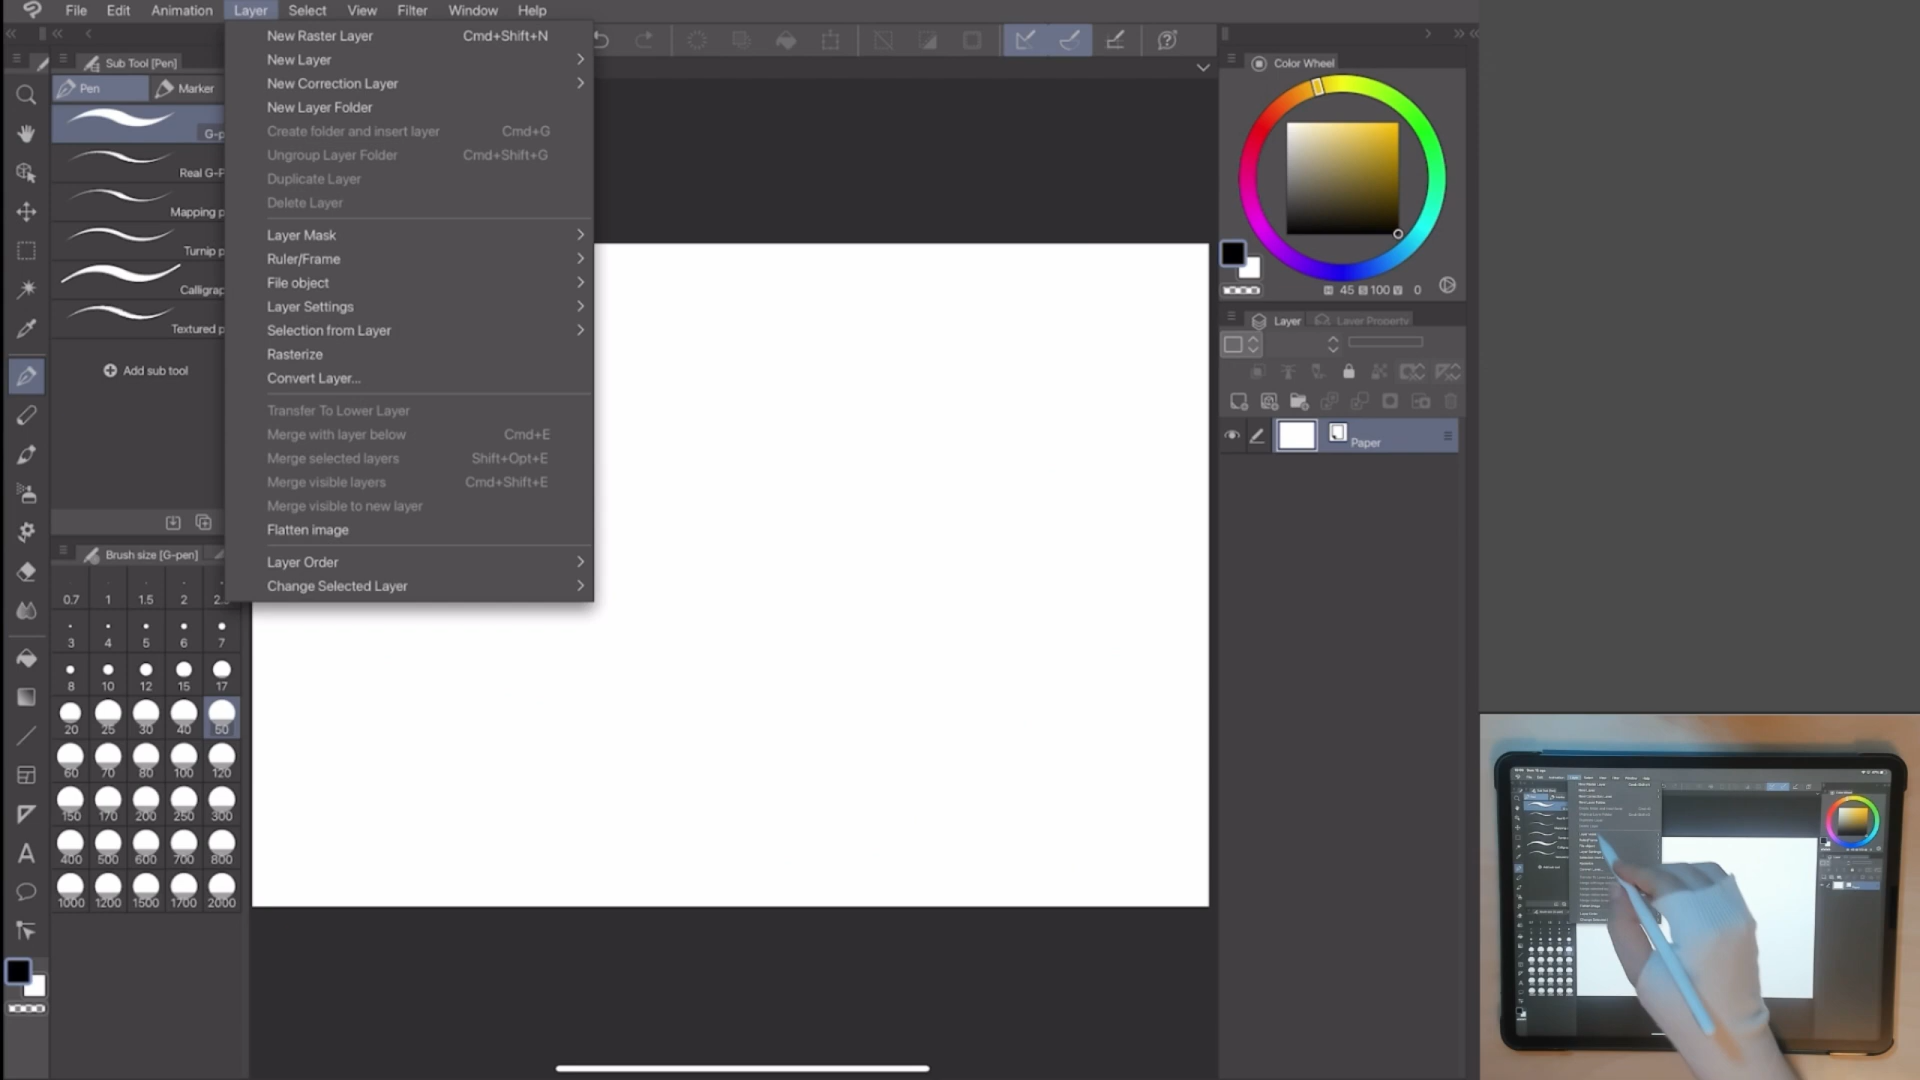 File Edit Animation Layer Select View Filter Window Help
Sub Tool [Pen]
Pen Marker
Real G-P
Mapping p
Turnip p
Calligrap
Textured p
Add sub tool
New Raster Layer Cmd+Shift+N
New Layer
New Correction Layer
New Layer Folder
Create folder and insert layer Cmd+G
Ungroup Layer Folder Cmd+Shift+G
Duplicate Layer
Delete Layer
Layer Mask
Ruler/Frame
File object
Layer Settings
Selection from Layer
Rasterize
Convert Layer...
Transfer To Lower Layer
Merge with layer below Cmd+E
Merge selected layers Shift+Opt+E
Merge visible layers Cmd+Shift+E
Merge visible to new layer
Flatten image
Layer Order
Change Selected Layer
Brush size [G-pen]
0.7 1 1.5 2
3 4 5 6 7
8 10 12 15 17
20 25 30 40 50
60 70 80 100 120
150 170 200 250 300
400 500 600 700 800
1000 1200 1500 1700 2000
Color Wheel
H 45 S 100 V 0
Layer Layer Property
Paper